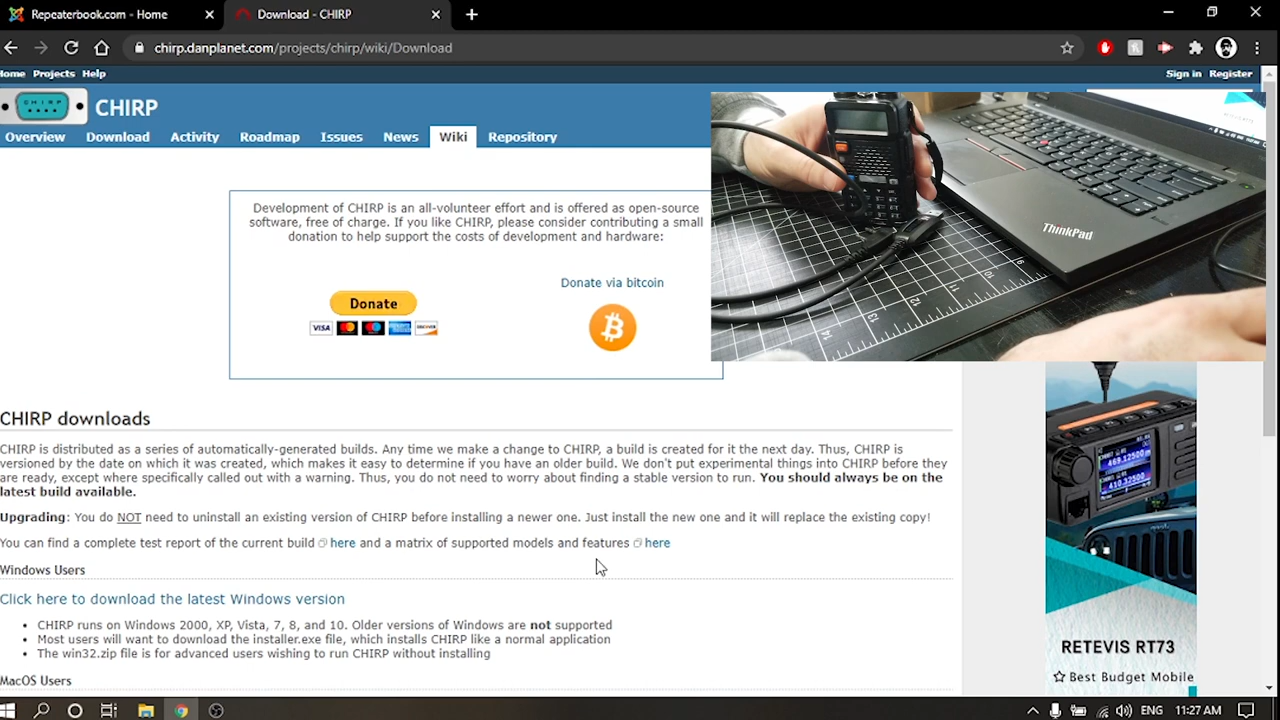 Repeaterbook.com - Home
Download - CHIRP
chirp.danplanet.com/projects/chirp/wiki/Download
Home Projects Help
Sign in Register
CHIRP
CHIRP
Overview Download Activity Roadmap Issues News Wiki Repository
Development of CHIRP is an all-volunteer effort and is offered as open-source
software, free of charge. If you like CHIRP, please consider contributing a small
donation to help support the costs of development and hardware:
Donate via bitcoin
Donate
VISA
ThinkPad
9
10
11
12
13
14
CHIRP downloads
CHIRP is distributed as a series of automatically-generated builds. Any time we make a change to CHIRP, a build is created for it the next day. Thus, CHIRP is
versioned by the date on which it was created, which makes it easy to determine if you have an older build. We don't put experimental things into CHIRP before they
are ready, except where specifically called out with a warning. Thus, you do not need to worry about finding a stable version to run. You should always be on the
latest build available.
Upgrading: You do NOT need to uninstall an existing version of CHIRP before installing a newer one. Just install the new one and it will replace the existing copy!
You can find a complete test report of the current build here and a matrix of supported models and features here
Windows Users
Click here to download the latest Windows version
CHIRP runs on Windows 2000, XP, Vista, 7, 8, and 10. Older versions of Windows are not supported
Most users will want to download the installer.exe file, which installs CHIRP like a normal application
The win32.zip file is for advanced users wishing to run CHIRP without installing
MacOS Users
469.12500
410.32500
RETEVIS RT73
Best Budget Mobile
ENG 11:27 AM